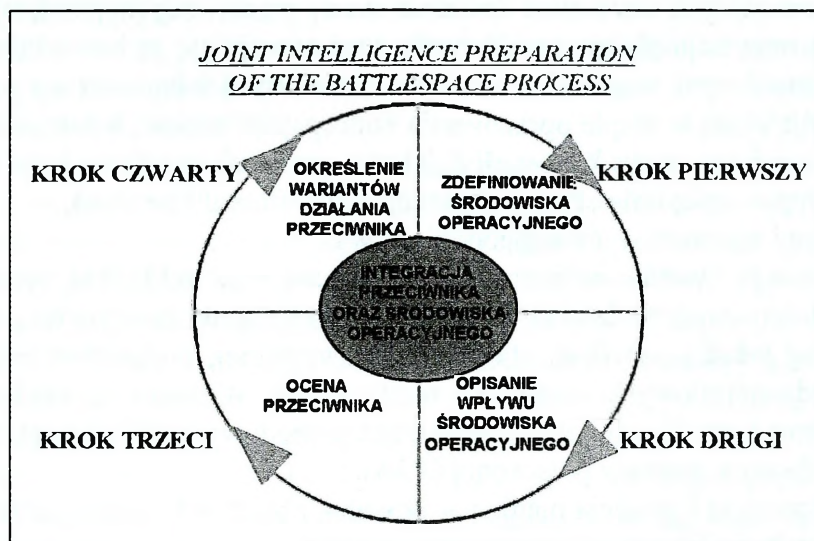 JOINT INTELLIGENCE PREPARATION
OF THE BATTLESPACE PROCESS
KROK CZWARTY
OKREŚLENIE
WARIANTÓW
DZIAŁANIA
PRZECIWNIKA
ZDEFINIOWANIE
ŚRODOWISKA
OPERACYJNEGO
KROK PIERWSZY
INTEGRACJA
PRZECIWNIKA
ORAZ ŚRODOWISKA
OPERACYJNEGO
KROK TRZECI
OCENA
PRZECIWNIKA
OPISANIE
WPŁYWU
ŚRODOWISKA
OPERACYJNEGO
KROK DRUGI